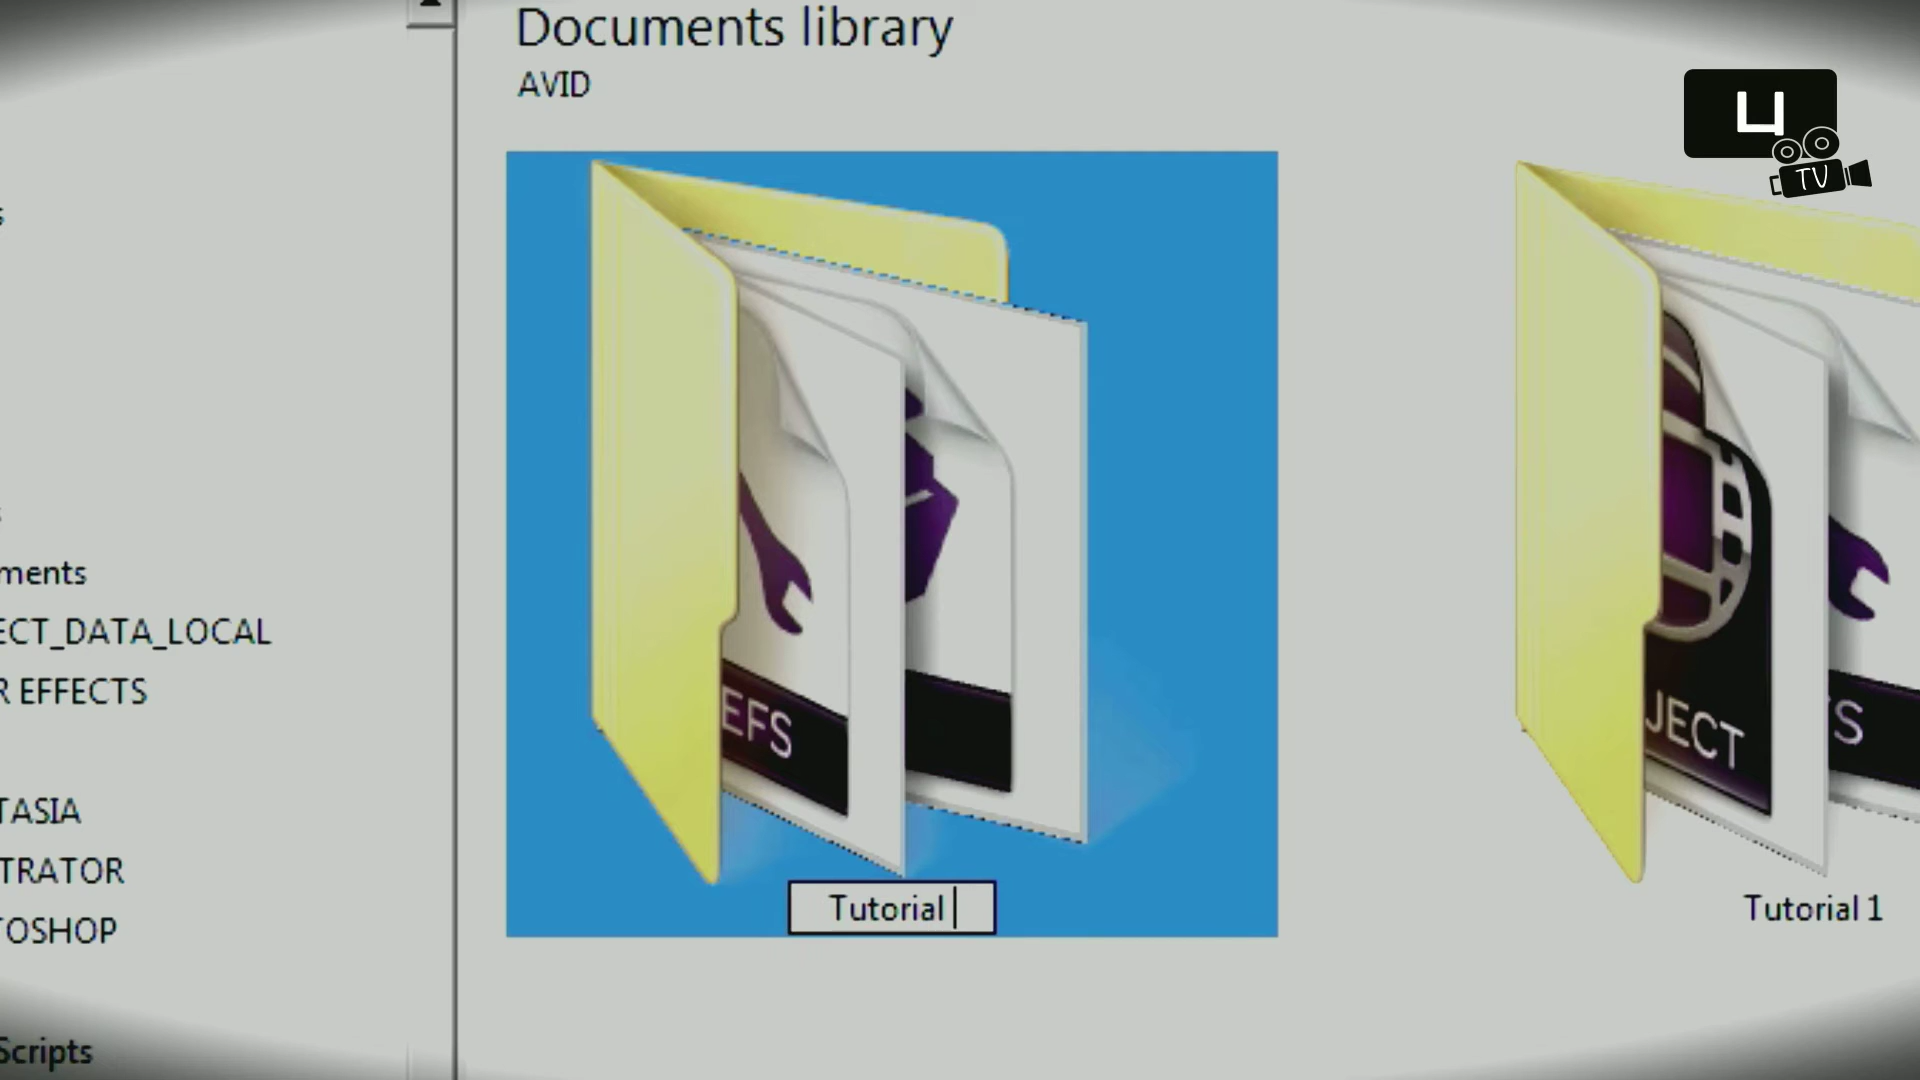 Documents library
AVID
4
TV
ments
ECT_DATA_LOCAL
R EFFECTS
TASIA
TRATOR
TOSHOP
Scripts
EFS
JECT
S
Tutorial
Tutorial 1